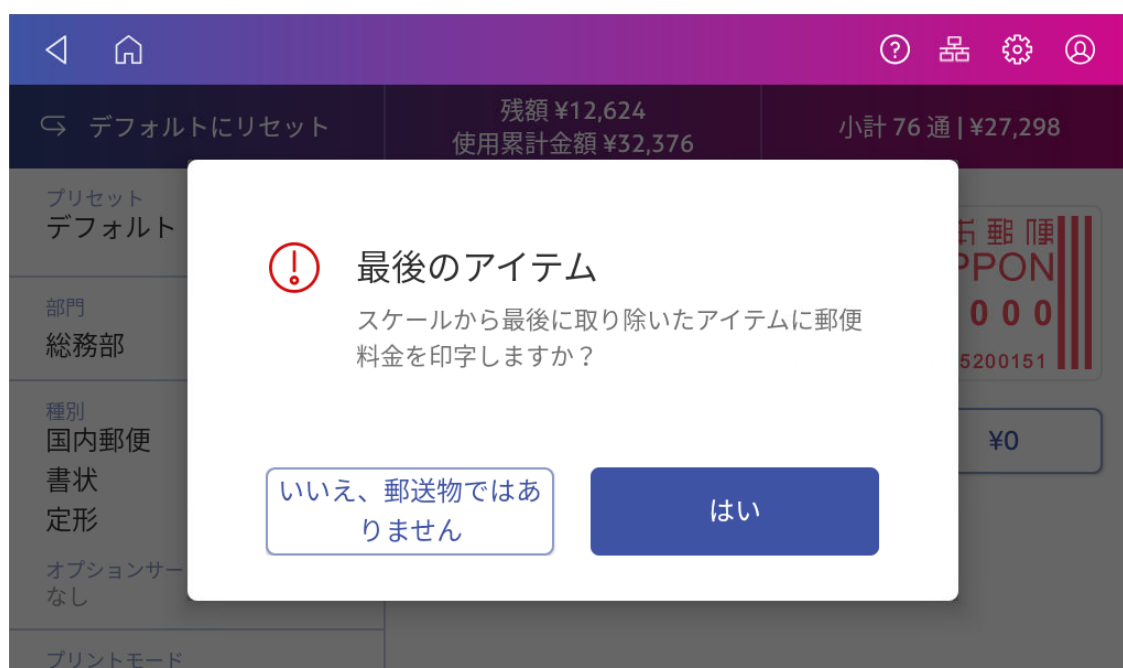 デフォルトにリセット
残額 ¥12,624
使用累計金額 ¥32,376
小計 76 通 | ¥27,298
プリセット
デフォルト
部門
総務部
種別
国内郵便
書状
定形
オプションサー
なし
プリントモード
最後のアイテム
スケールから最後に取り除いたアイテムに郵便
料金を印字しますか？
いいえ、郵送物ではあ
りません
はい
郵便
PPON
000
5200151
¥0